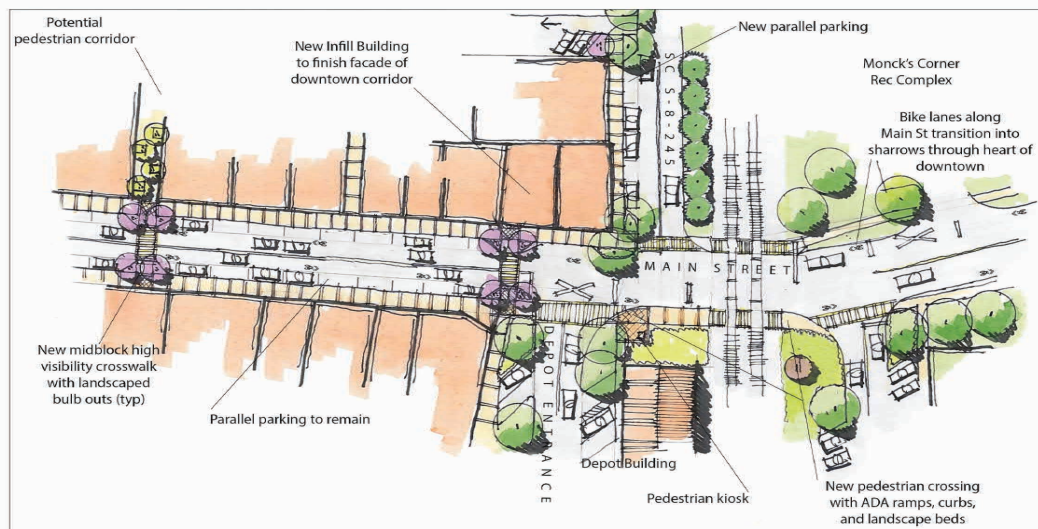 Potential
pedestrian corridor
New Infill Building
to finish facade of
downtown corridor
New parallel parking
SC S-8-245
Monck's Corner
Rec Complex
Bike lanes along
Main St transition into
sharrows through heart of
downtown
MAIN STREET
New midblock high
visibility crosswalk
with landscaped
bulb outs (typ)
Parallel parking to remain
DEPOT ENTRANCE
Depot Building
Pedestrian kiosk
New pedestrian crossing
with ADA ramps, curbs,
and landscape beds